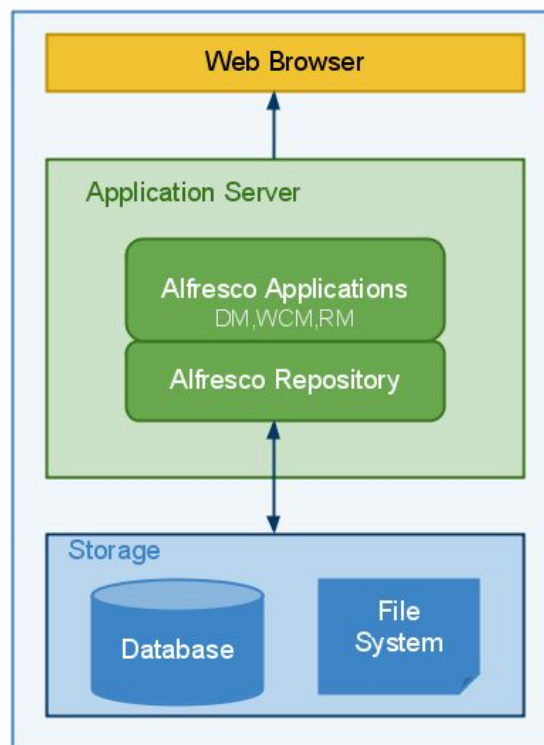 Web Browser
Application Server
Alfresco Applications
DM,WCM,RM
Alfresco Repository
Storage
Database
File
System